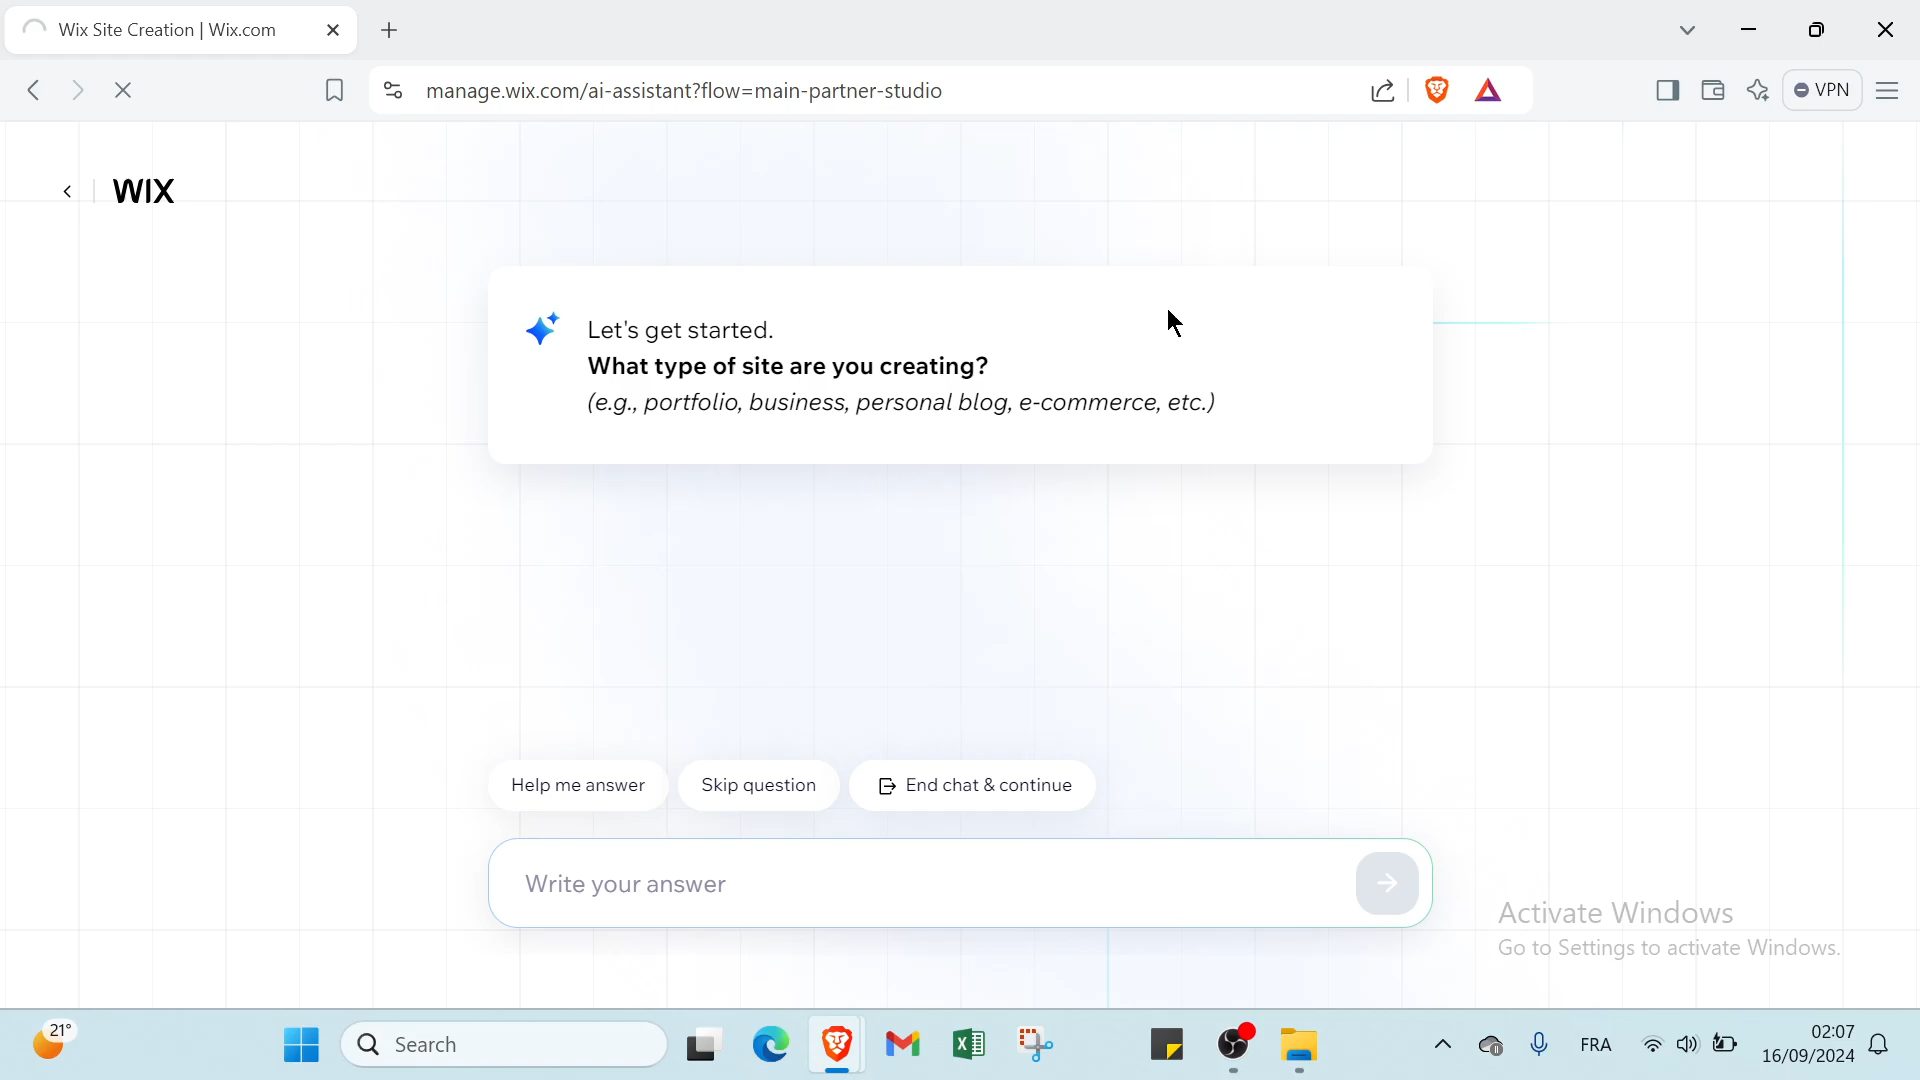 Wix Site Creation | Wix.com
manage.wix.com/ai-assistant?flow=main-partner-studio
VPN
WIX
Let's get started.
What type of site are you creating?
(e.g., portfolio, business, personal blog, e-commerce, etc.)
Help me answer
Skip question
End chat & continue
Write your answer
Activate Windows
Go to Settings to activate Windows.
21°
Search
FRA
02:07
16/09/2024